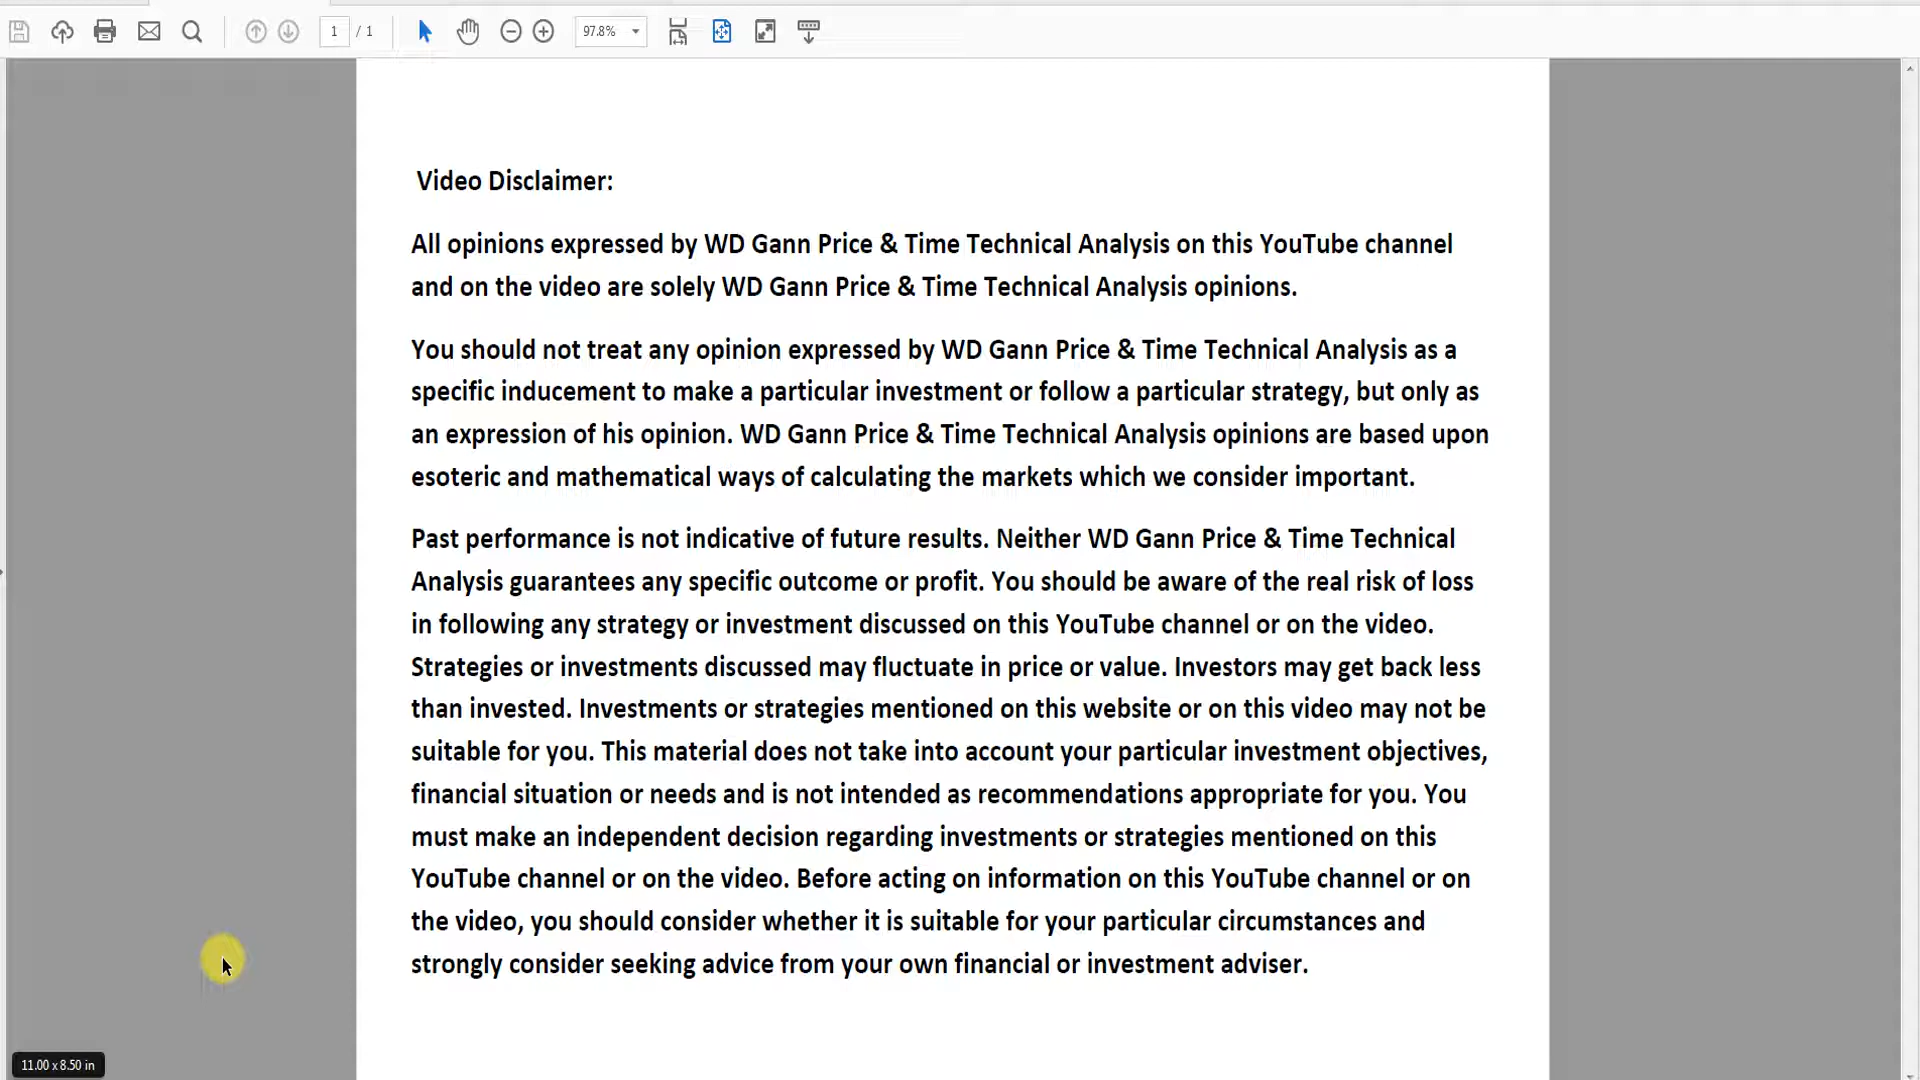 1 / 1
97.8%
Video Disclaimer:
All opinions expressed by WD Gann Price & Time Technical Analysis on this YouTube channel
and on the video are solely WD Gann Price & Time Technical Analysis opinions.
You should not treat any opinion expressed by WD Gann Price & Time Technical Analysis as a
specific inducement to make a particular investment or follow a particular strategy, but only as
an expression of his opinion. WD Gann Price & Time Technical Analysis opinions are based upon
esoteric and mathematical ways of calculating the markets which we consider important.
Past performance is not indicative of future results. Neither WD Gann Price & Time Technical
Analysis guarantees any specific outcome or profit. You should be aware of the real risk of loss
in following any strategy or investment discussed on this YouTube channel or on the video.
Strategies or investments discussed may fluctuate in price or value. Investors may get back less
than invested. Investments or strategies mentioned on this website or on this video may not be
suitable for you. This material does not take into account your particular investment objectives,
financial situation or needs and is not intended as recommendations appropriate for you. You
must make an independent decision regarding investments or strategies mentioned on this
YouTube channel or on the video. Before acting on information on this YouTube channel or on
the video, you should consider whether it is suitable for your particular circumstances and
strongly consider seeking advice from your own financial or investment adviser.
11.00 x 8.50 in